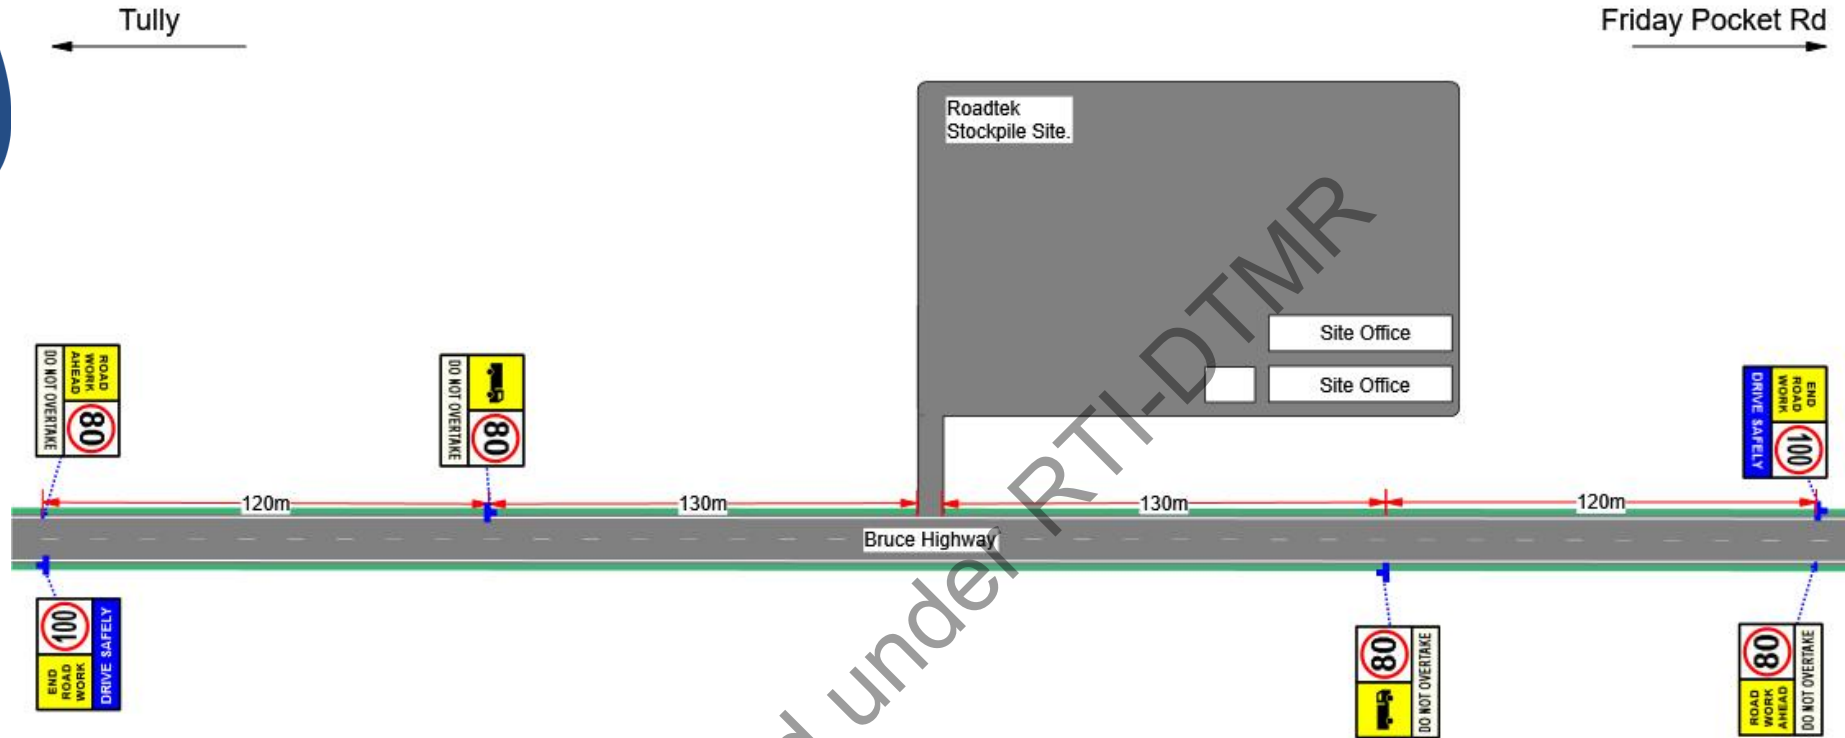 Tully
Friday Pocket Rd
Roadtek
Stockpile Site.
Site Office
Site Office
ROAD
WORK
AHEAD
80
DO NOT OVERTAKE
80
DO NOT OVERTAKE
END
ROAD
WORK
100
DRIVE SAFELY
120m
130m
130m
120m
Bruce Highway
100
END
ROAD
WORK
DRIVE SAFELY
80
DO NOT OVERTAKE
80
ROAD
WORK
AHEAD
DO NOT OVERTAKE
d under RTI-DTMR